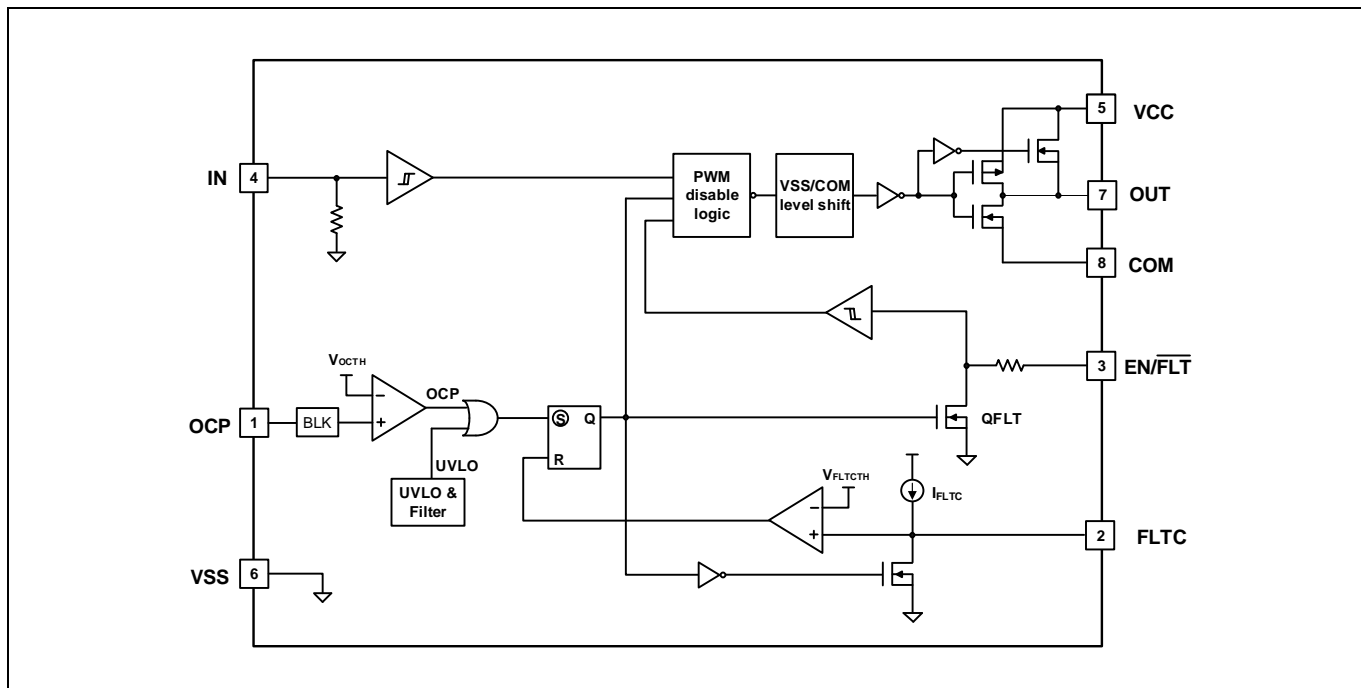 5
VCC
4
IN
PWM
disable
logic
VSS/COM
level shift
7
OUT
8
COM
VOCTH
3
EN/FLT
OCP
1
OCP
BLK
−
+
S
Q
R
QFLT
UVLO
UVLO &
Filter
VFLTCTH
−
+
IFLTC
2
FLTC
6
VSS